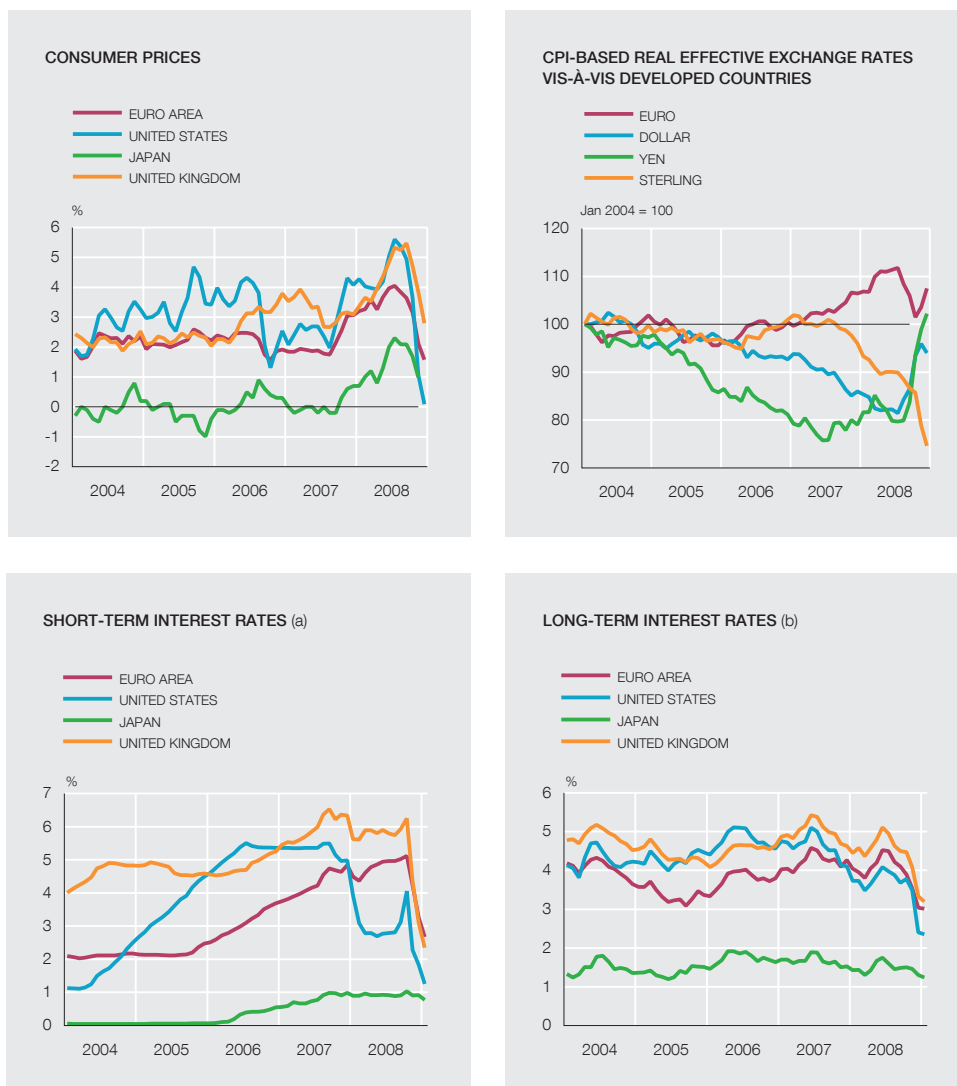 CONSUMER PRICES
EURO AREA
UNITED STATES
JAPAN
UNITED KINGDOM
%
6
5
4
3
2
1
0
-1
-2
2004 2005 2006 2007 2008
CPI-BASED REAL EFFECTIVE EXCHANGE RATES
VIS-À-VIS DEVELOPED COUNTRIES
EURO
DOLLAR
YEN
STERLING
Jan 2004 = 100
120
110
100
90
80
70
2004 2005 2006 2007 2008
SHORT-TERM INTEREST RATES (a)
EURO AREA
UNITED STATES
JAPAN
UNITED KINGDOM
%
7
6
5
4
3
2
1
0
2004 2005 2006 2007 2008
LONG-TERM INTEREST RATES (b)
EURO AREA
UNITED STATES
JAPAN
UNITED KINGDOM
%
6
5
4
3
2
1
0
2004 2005 2006 2007 2008